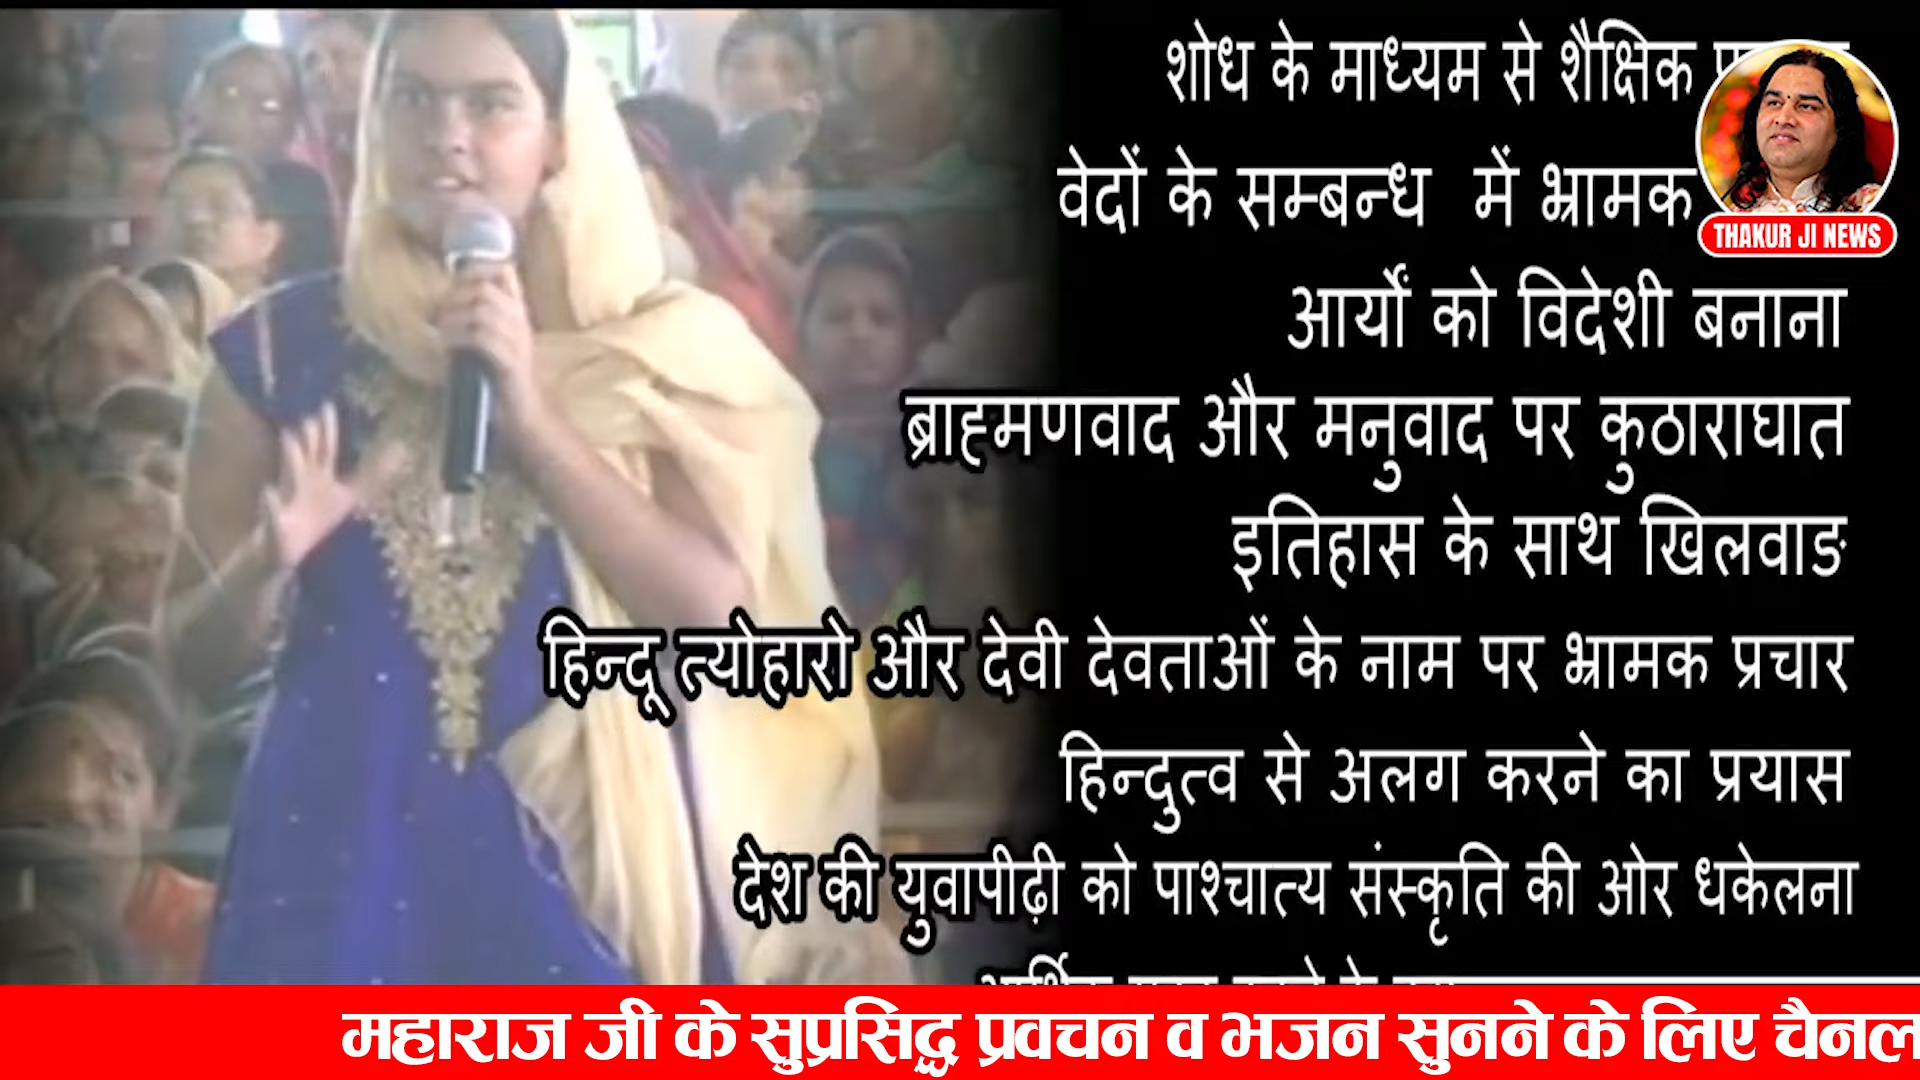 शोध के माध्यम से शैक्षिक
वेदों के सम्बन्ध में भ्रामक
THAKUR JI NEWS
आर्यों को विदेशी बनाना
ब्राह्मणवाद और मनुवाद पर कुठाराघात
इतिहास के साथ खिलवाङ
हिन्दू त्योहारो और देवी देवताओं के नाम पर भ्रामक प्रचार
हिन्दुत्व से अलग करने का प्रयास
देश की युवापीढ़ी को पाश्चात्य संस्कृति की ओर धकेलना
महाराज जी के सुप्रसिद्ध प्रवचन व भजन सुनने के लिए चैनल